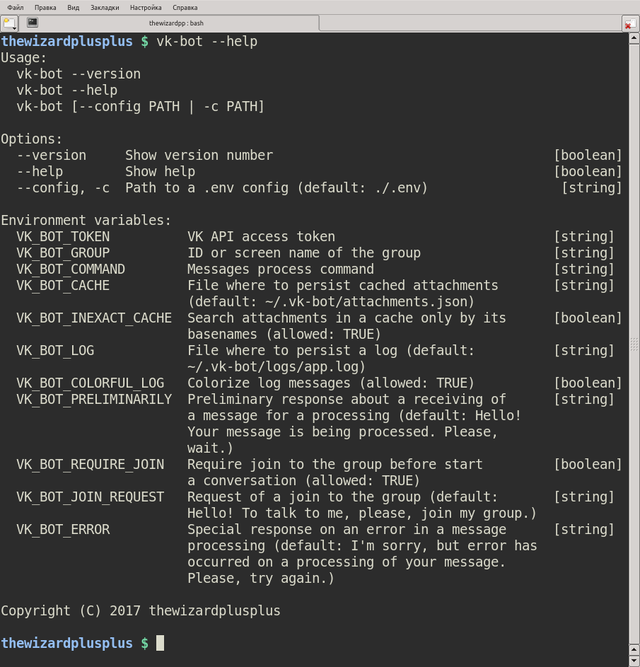 Файл Правка Вид Закладки Настройка Справка
thewizardpp : bash
thewizardplusplus $ vk-bot --help
Usage:
  vk-bot --version
  vk-bot --help
  vk-bot [--config PATH | -c PATH]

Options:
  --version     Show version number                                    [boolean]
  --help        Show help                                              [boolean]
  --config, -c  Path to a .env config (default: ./.env)                 [string]

Environment variables:
  VK_BOT_TOKEN          VK API access token                            [string]
  VK_BOT_GROUP          ID or screen name of the group                 [string]
  VK_BOT_COMMAND        Messages process command                       [string]
  VK_BOT_CACHE          File where to persist cached attachments       [string]
                        (default: ~/.vk-bot/attachments.json)
  VK_BOT_INEXACT_CACHE  Search attachments in a cache only by its      [boolean]
                        basenames (allowed: TRUE)
  VK_BOT_LOG            File where to persist a log (default:          [string]
                        ~/.vk-bot/logs/app.log)
  VK_BOT_COLORFUL_LOG   Colorize log messages (allowed: TRUE)          [boolean]
  VK_BOT_PRELIMINARILY  Preliminary response about a receiving of      [string]
                        a message for a processing (default: Hello!
                        Your message is being processed. Please,
                        wait.)
  VK_BOT_REQUIRE_JOIN   Require join to the group before start         [boolean]
                        a conversation (allowed: TRUE)
  VK_BOT_JOIN_REQUEST   Request of a join to the group (default:       [string]
                        Hello! To talk to me, please, join my group.)
  VK_BOT_ERROR          Special response on an error in a message      [string]
                        processing (default: I'm sorry, but error has
                        occurred on a processing of your message.
                        Please, try again.)

Copyright (C) 2017 thewizardplusplus

thewizardplusplus $